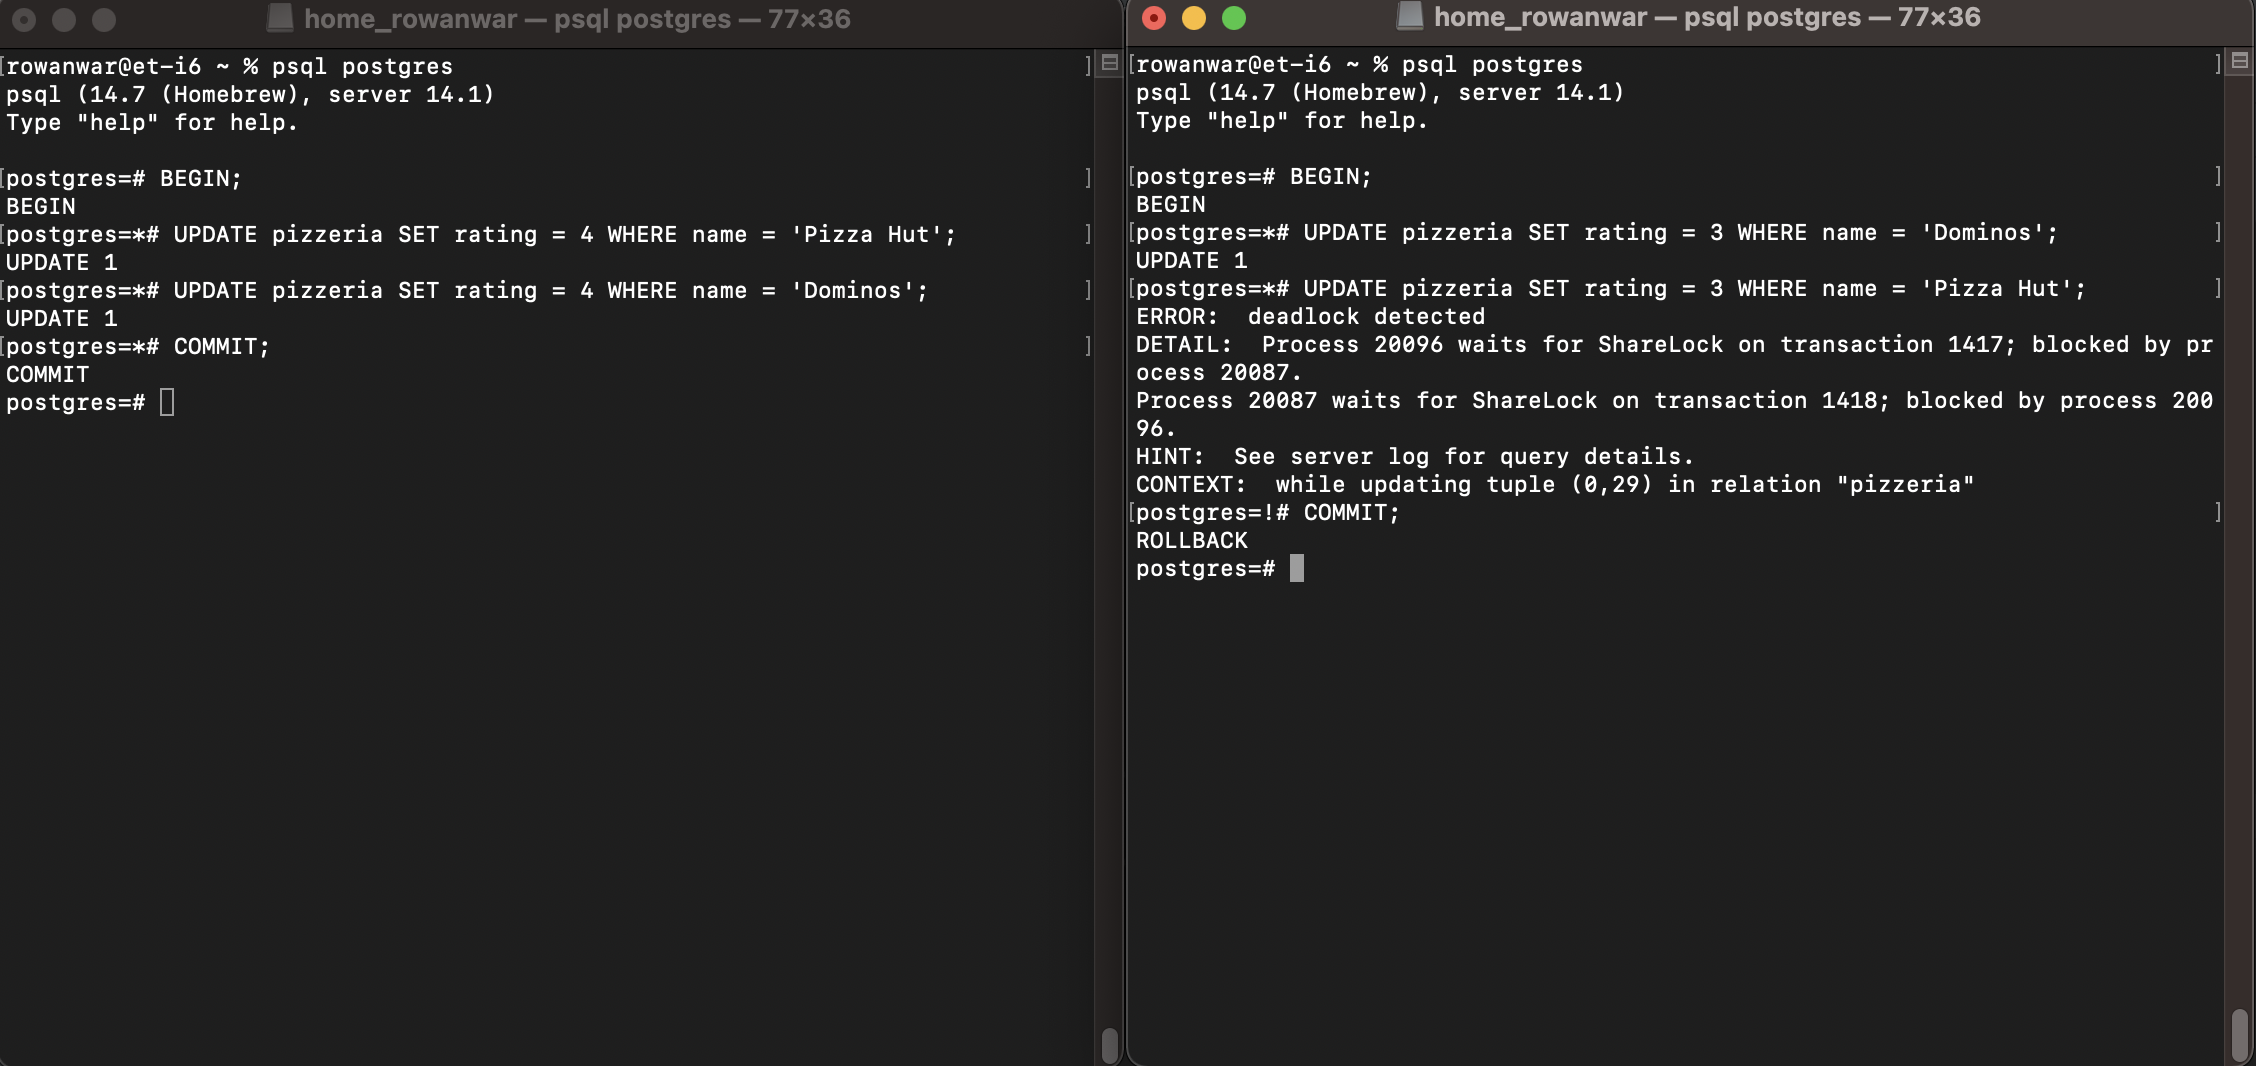 home_rowanwar — psql postgres — 77×36
[rowanwar@et-i6 ~ % psql postgres ]
psql (14.7 (Homebrew), server 14.1)
Type "help" for help.
[postgres=# BEGIN; ]
BEGIN
[postgres=*# UPDATE pizzeria SET rating = 4 WHERE name = 'Pizza Hut'; ]
UPDATE 1
[postgres=*# UPDATE pizzeria SET rating = 4 WHERE name = 'Dominos'; ]
UPDATE 1
[postgres=*# COMMIT; ]
COMMIT
postgres=#
home_rowanwar — psql postgres — 77×36
[rowanwar@et-i6 ~ % psql postgres ]
psql (14.7 (Homebrew), server 14.1)
Type "help" for help.
[postgres=# BEGIN; ]
BEGIN
[postgres=*# UPDATE pizzeria SET rating = 3 WHERE name = 'Dominos'; ]
UPDATE 1
[postgres=*# UPDATE pizzeria SET rating = 3 WHERE name = 'Pizza Hut'; ]
ERROR:  deadlock detected
DETAIL:  Process 20096 waits for ShareLock on transaction 1417; blocked by pr
ocess 20087.
Process 20087 waits for ShareLock on transaction 1418; blocked by process 200
96.
HINT:  See server log for query details.
CONTEXT:  while updating tuple (0,29) in relation "pizzeria"
[postgres=!# COMMIT; ]
ROLLBACK
postgres=#